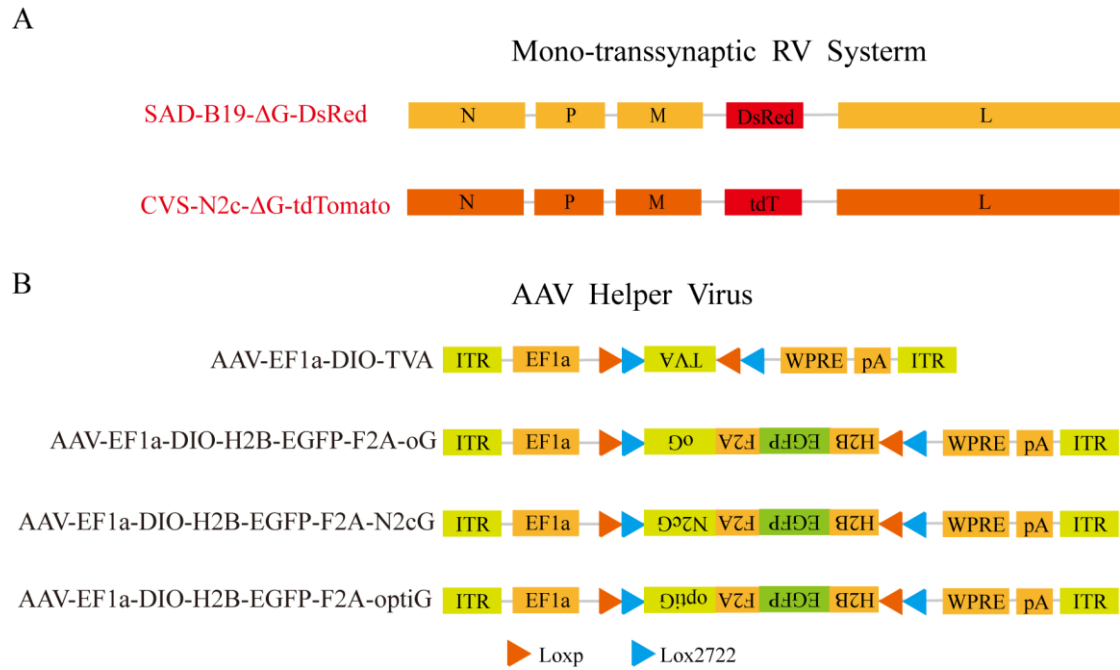 A
Mono-transsynaptic RV Systerm
SAD-B19-ΔG-DsRed N P M DsRed L
CVS-N2c-ΔG-tdTomato N P M tdT L
B
AAV Helper Virus
AAV-EF1a-DIO-TVA ITR EF1a TVA WPRE pA ITR
AAV-EF1a-DIO-H2B-EGFP-F2A-oG ITR EF1a oG F2A EGFP H2B WPRE pA ITR
AAV-EF1a-DIO-H2B-EGFP-F2A-N2cG ITR EF1a N2cG F2A EGFP H2B WPRE pA ITR
AAV-EF1a-DIO-H2B-EGFP-F2A-optiG ITR EF1a optiG F2A EGFP H2B WPRE pA ITR
Loxp Lox2722